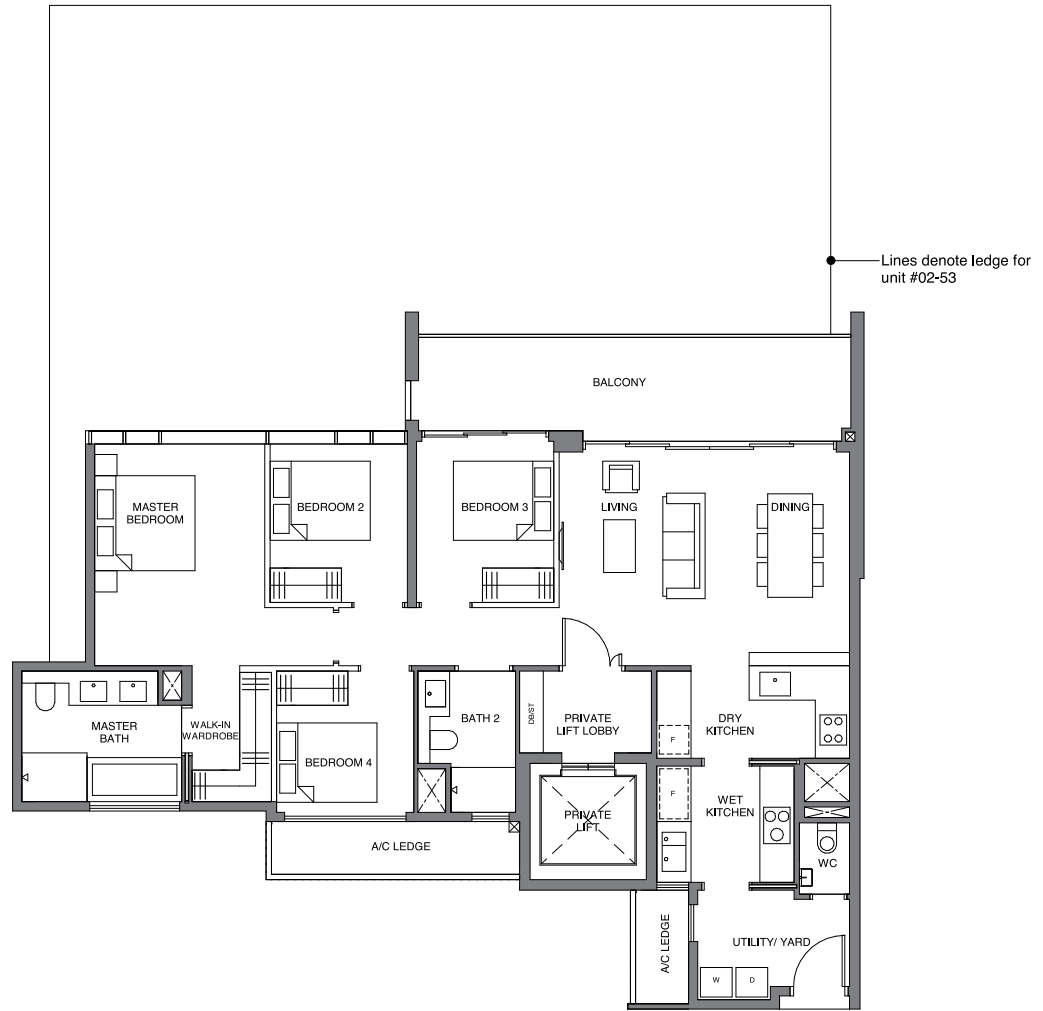 Lines denote ledge for
unit #02-53
BALCONY
MASTER
BEDROOM
BEDROOM 2
BEDROOM 3
LIVING
DINING
MASTER
BATH
WALK-IN
WARDROBE
BEDROOM 4
BATH 2
DB/ST
PRIVATE
LIFT LOBBY
DRY
KITCHEN
F
F
WET
KITCHEN
PRIVATE
LIFT
A/C LEDGE
WC
A/C LEDGE
UTILITY/ YARD
W
D